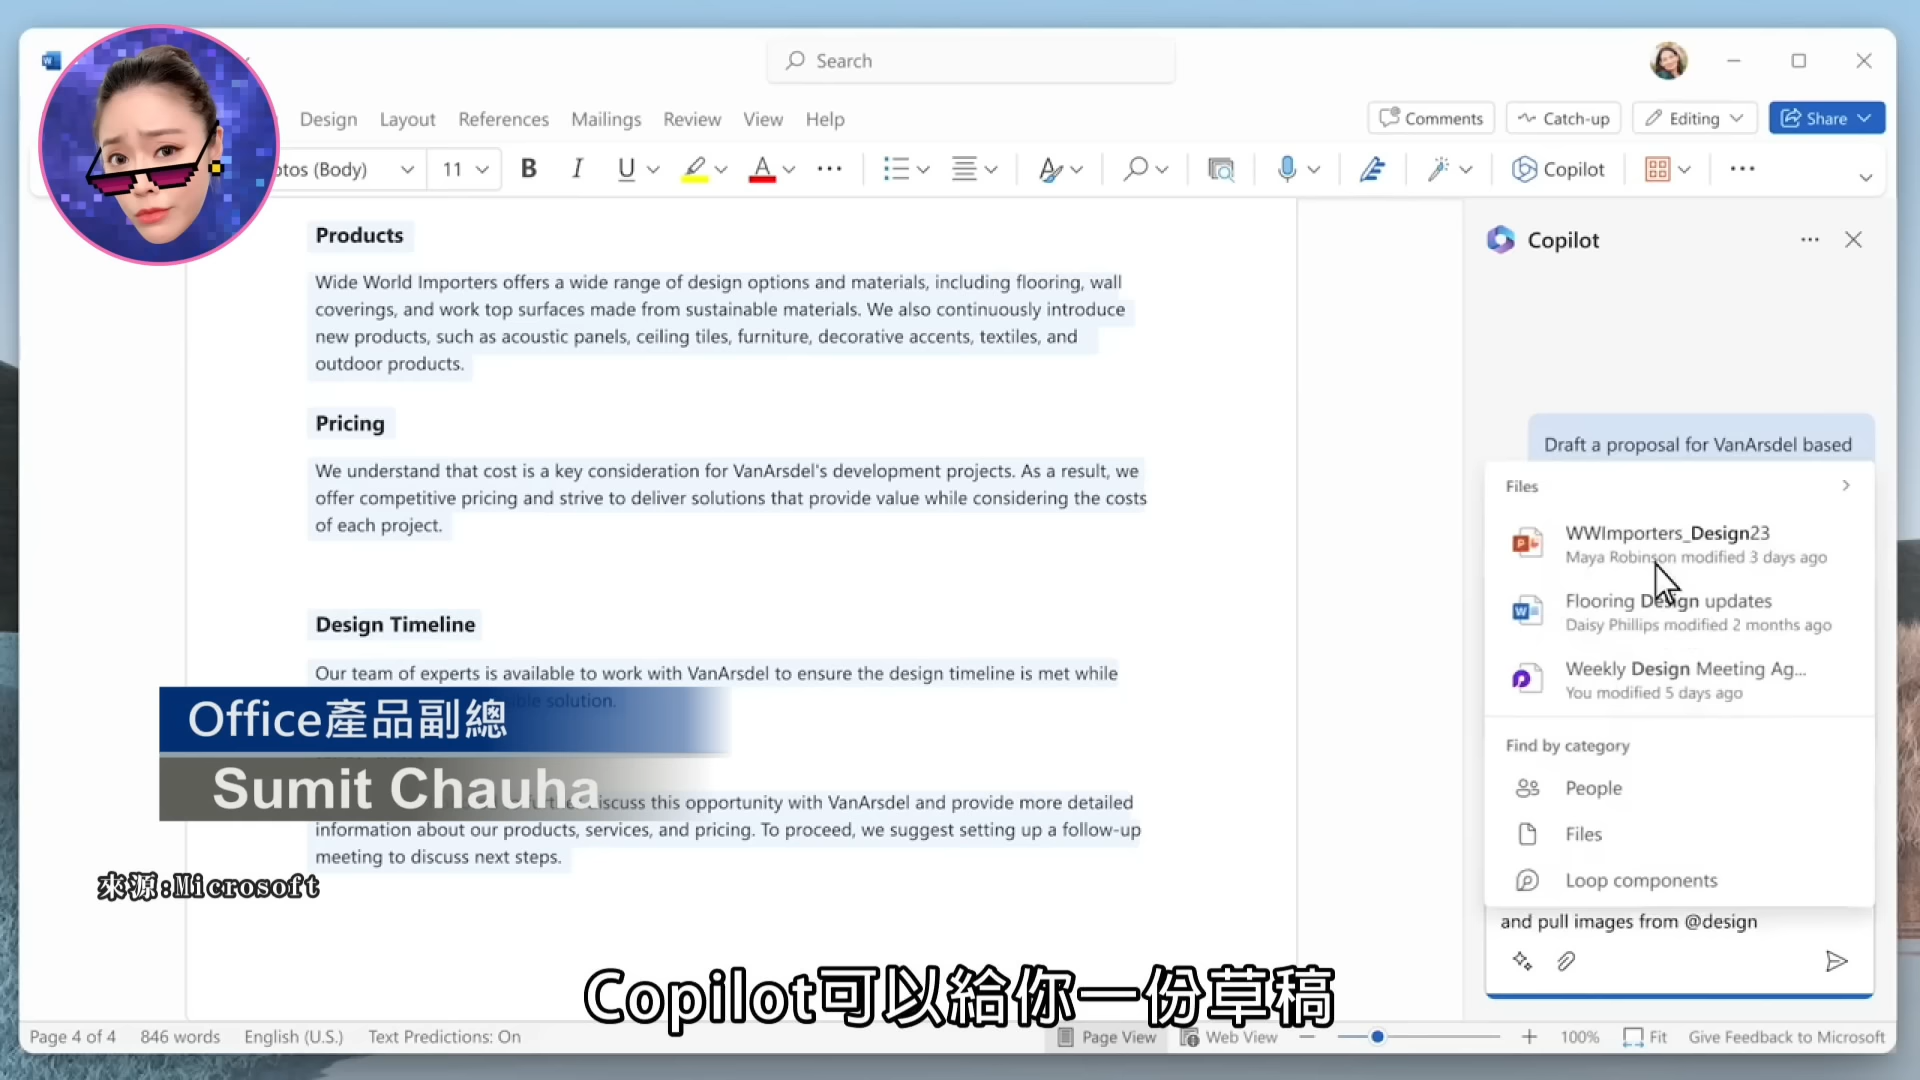 Search
Design Layout References Mailings Review View Help
Comments Catch-up Editing Share
ptos (Body) 11 B I U A Copilot
Products
Wide World Importers offers a wide range of design options and materials, including flooring, wall
coverings, and work top surfaces made from sustainable materials. We also continuously introduce
new products, such as acoustic panels, ceiling tiles, furniture, decorative accents, textiles, and
outdoor products.
Pricing
We understand that cost is a key consideration for VanArsdel's development projects. As a result, we
offer competitive pricing and strive to deliver solutions that provide value while considering the costs
of each project.
Design Timeline
Our team of experts is available to work with VanArsdel to ensure the design timeline is met while
solution.
Office產品副總
Sumit Chauha
discuss this opportunity with VanArsdel and provide more detailed
information about our products, services, and pricing. To proceed, we suggest setting up a follow-up
meeting to discuss next steps.
來源:Microsoft
Copilot
Draft a proposal for VanArsdel based
Files
WWImporters_Design23
Maya Robinson modified 3 days ago
Flooring Design updates
Daisy Phillips modified 2 months ago
Weekly Design Meeting Ag...
You modified 5 days ago
Find by category
People
Files
Loop components
and pull images from @design
Copilot可以給你一份草稿
Page 4 of 4 846 words English (U.S.) Text Predictions: On Page View Web View 100% Fit Give Feedback to Microsoft